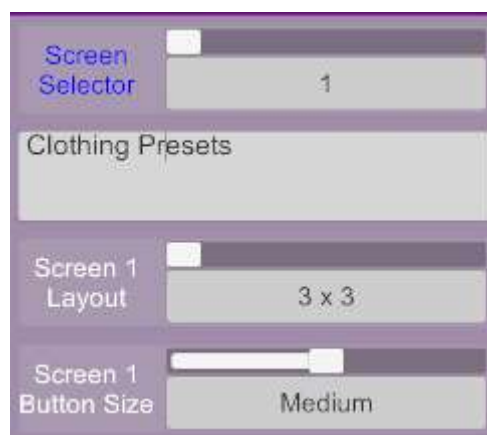 Screen
Selector
1
Clothing Presets
Screen 1
Layout
3 x 3
Screen 1
Button Size
Medium